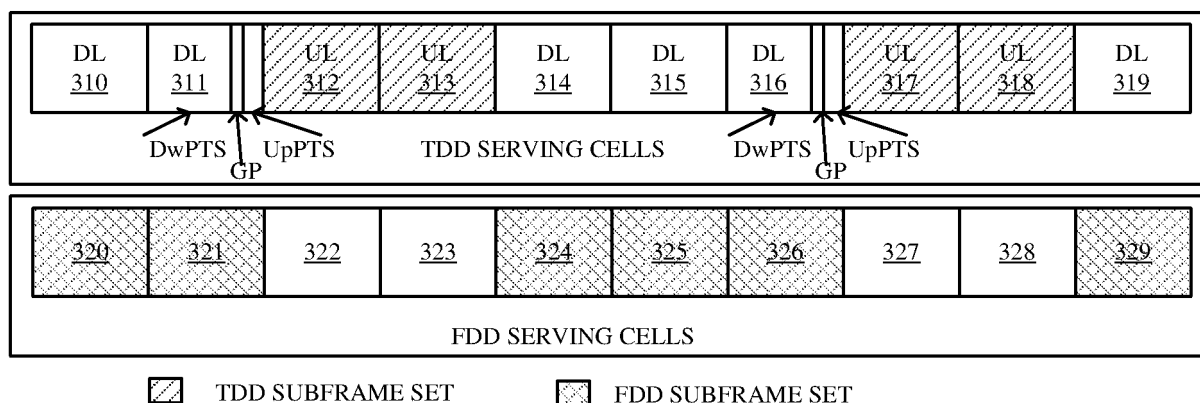 DL DL UL UL DL DL DL UL UL DL
310 311 312 313 314 315 316 317 318 319
DwPTS UpPTS TDD SERVING CELLS DwPTS UpPTS
GP GP
320 321 322 323 324 325 326 327 328 329
FDD SERVING CELLS
TDD SUBFRAME SET FDD SUBFRAME SET